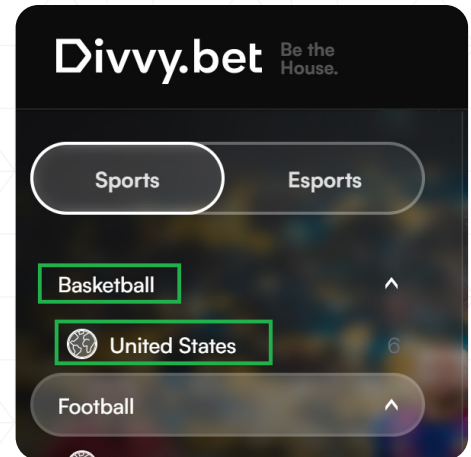 Divvy.bet Be the
House.
Sports Esports
Basketball
United States 6
Football